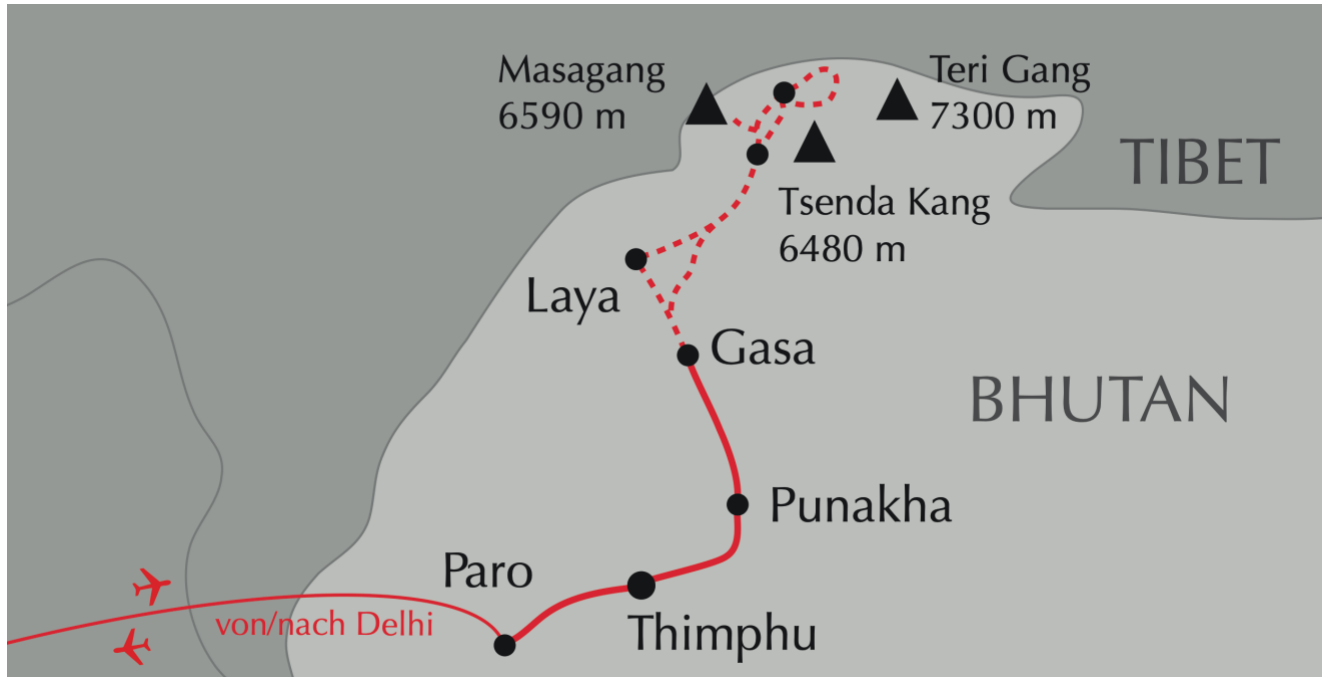 Masagang
6590 m
Teri Gang
7300 m
TIBET
Tsenda Kang
6480 m
Laya
Gasa
BHUTAN
Punakha
Paro
von/nach Delhi
Thimphu